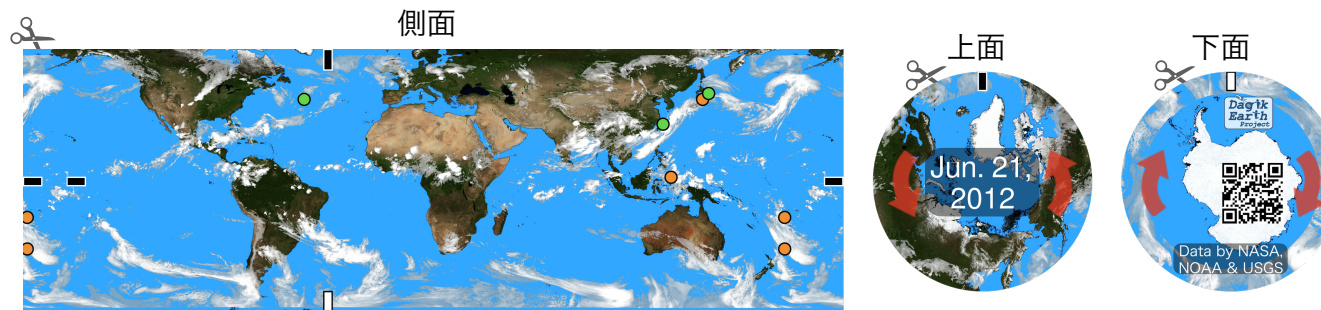 側面
上面
下面
Jun. 21,
2012
Dagik
Earth
Project
Data by NASA,
NOAA & USGS